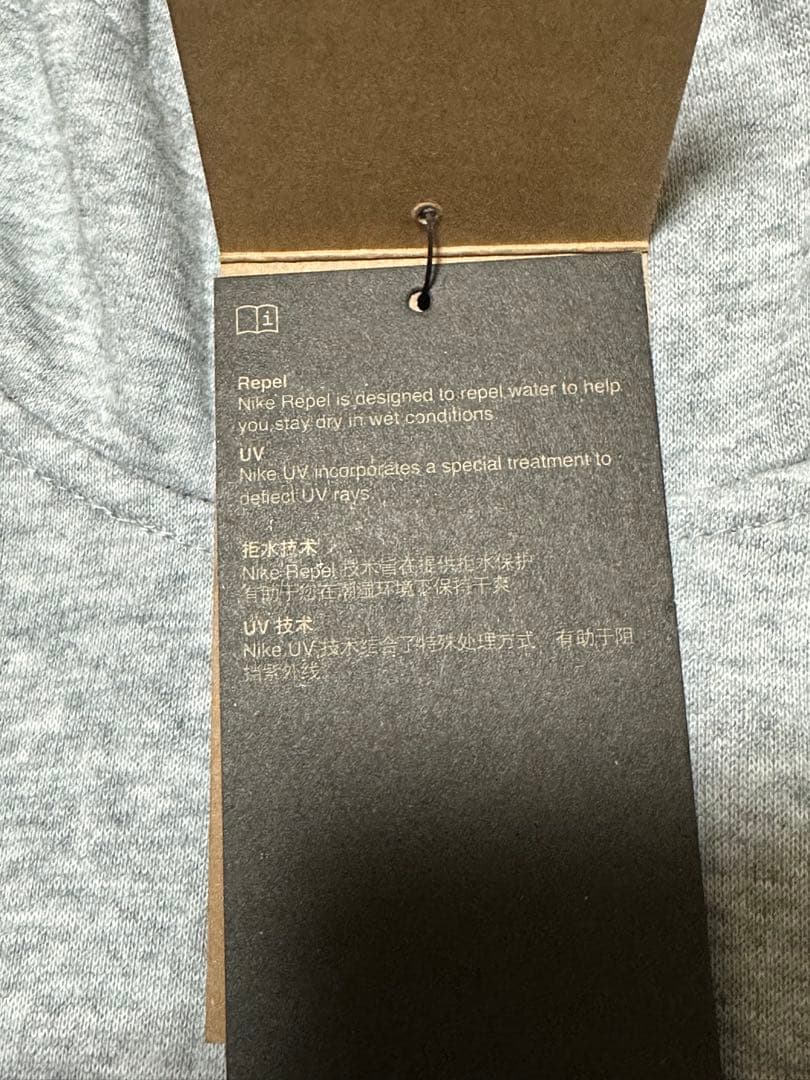 i
Repel
Nike Repel is designed to repel water to help
you stay dry in wet conditions
UV
Nike UV incorporates a special treatment to
deflect UV rays
拒水技术
Nike Repel 技术旨在提供拒水保护
有助于您在潮湿环境下保持干爽
UV 技术
Nike UV 技术结合了特殊处理方式 有助于阻
挡紫外线